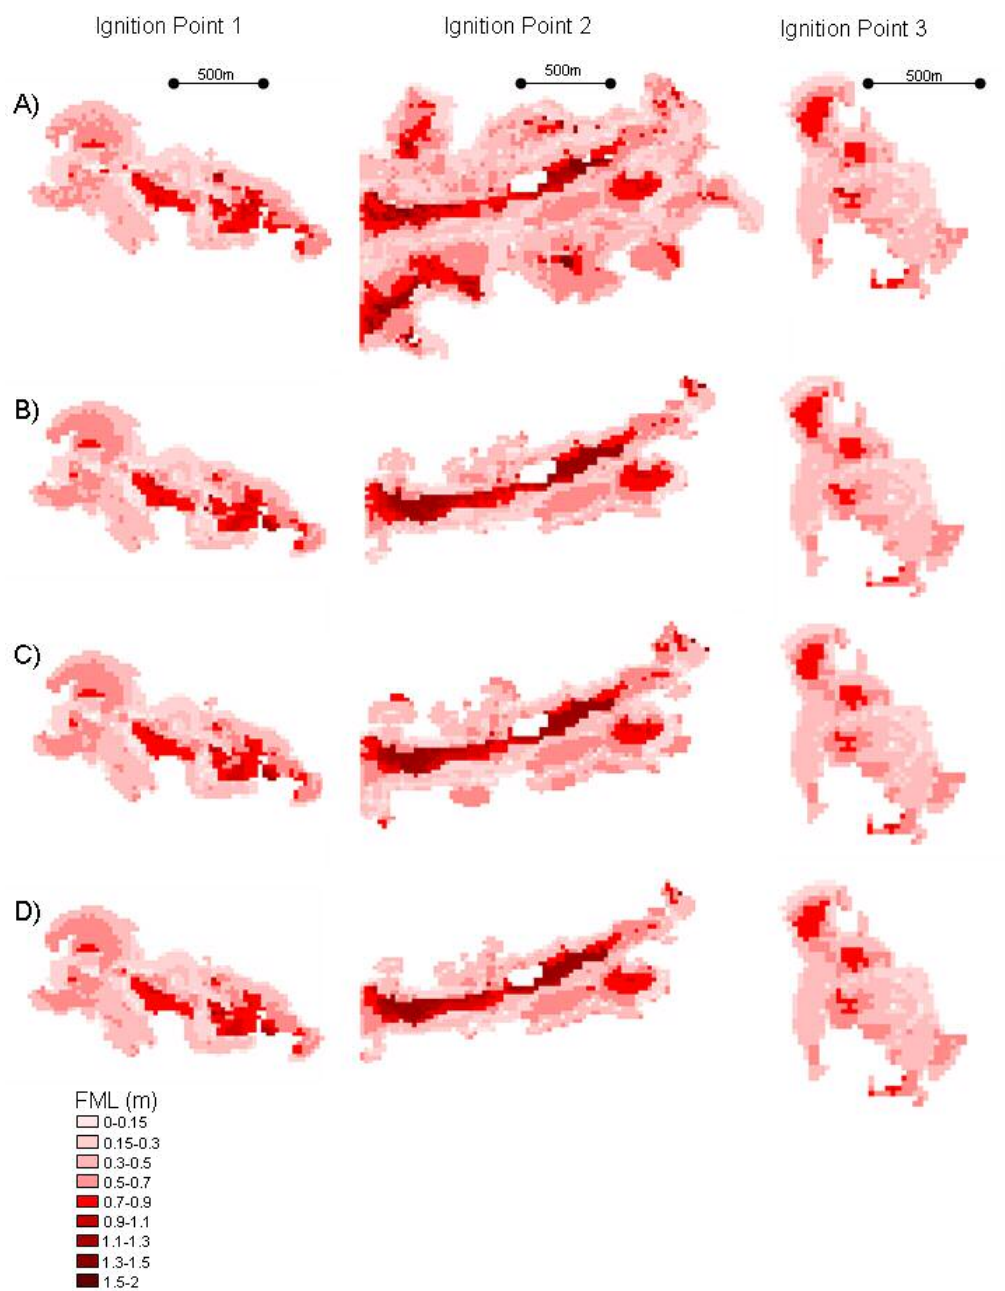 Ignition Point 1
Ignition Point 2
Ignition Point 3
500m
500m
500m
A)
B)
C)
D)
FML (m)
0-0.15
0.15-0.3
0.3-0.5
0.5-0.7
0.7-0.9
0.9-1.1
1.1-1.3
1.3-1.5
1.5-2